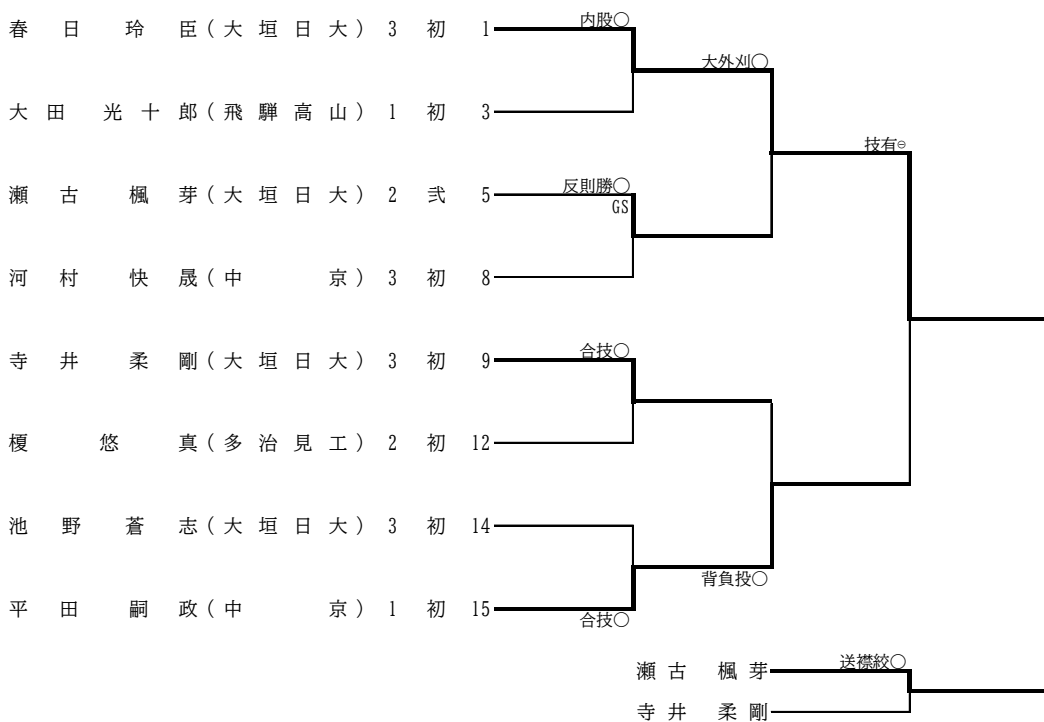 春日 玲臣(大垣日大) 3 初 1 内股○
大外刈○
大田 光十郎(飛騨高山) 1 初 3
技有⊖
瀬古 楓芽(大垣日大) 2 弐 5 反則勝○
GS
河村 快晟(中京) 3 初 8
寺井 柔剛(大垣日大) 3 初 9 合技○
榎 悠真(多治見工) 2 初 12
池野 蒼志(大垣日大) 3 初 14
背負投○
平田 嗣政(中京) 1 初 15 合技○
瀬古 楓芽 送襟絞○
寺井 柔剛